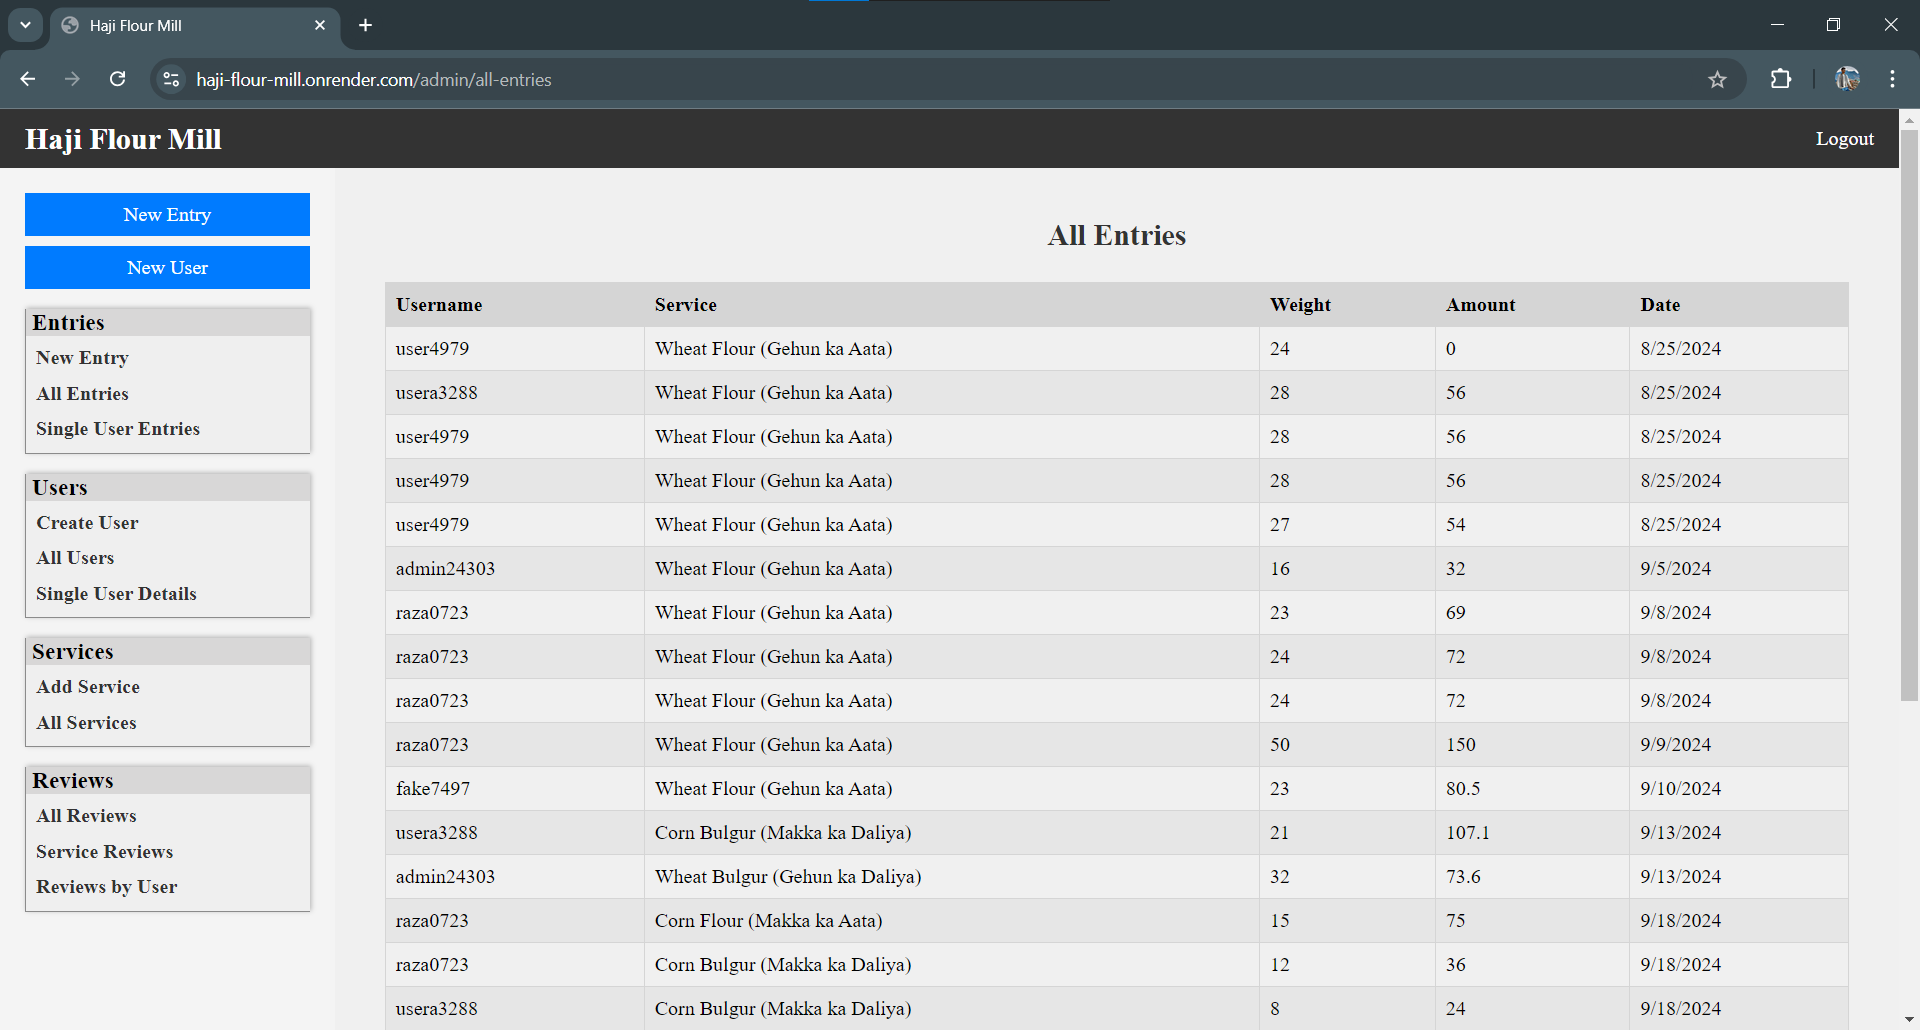 Haji Flour Mill
haji-flour-mill.onrender.com/admin/all-entries
Haji Flour Mill
Logout
New Entry
New User
Entries
New Entry
All Entries
Single User Entries
Users
Create User
All Users
Single User Details
Services
Add Service
All Services
Reviews
All Reviews
Service Reviews
Reviews by User
All Entries
Username Service Weight Amount Date
user4979 Wheat Flour (Gehun ka Aata) 24 0 8/25/2024
usera3288 Wheat Flour (Gehun ka Aata) 28 56 8/25/2024
user4979 Wheat Flour (Gehun ka Aata) 28 56 8/25/2024
user4979 Wheat Flour (Gehun ka Aata) 28 56 8/25/2024
user4979 Wheat Flour (Gehun ka Aata) 27 54 8/25/2024
admin24303 Wheat Flour (Gehun ka Aata) 16 32 9/5/2024
raza0723 Wheat Flour (Gehun ka Aata) 23 69 9/8/2024
raza0723 Wheat Flour (Gehun ka Aata) 24 72 9/8/2024
raza0723 Wheat Flour (Gehun ka Aata) 24 72 9/8/2024
raza0723 Wheat Flour (Gehun ka Aata) 50 150 9/9/2024
fake7497 Wheat Flour (Gehun ka Aata) 23 80.5 9/10/2024
usera3288 Corn Bulgur (Makka ka Daliya) 21 107.1 9/13/2024
admin24303 Wheat Bulgur (Gehun ka Daliya) 32 73.6 9/13/2024
raza0723 Corn Flour (Makka ka Aata) 15 75 9/18/2024
raza0723 Corn Bulgur (Makka ka Daliya) 12 36 9/18/2024
usera3288 Corn Bulgur (Makka ka Daliya) 8 24 9/18/2024